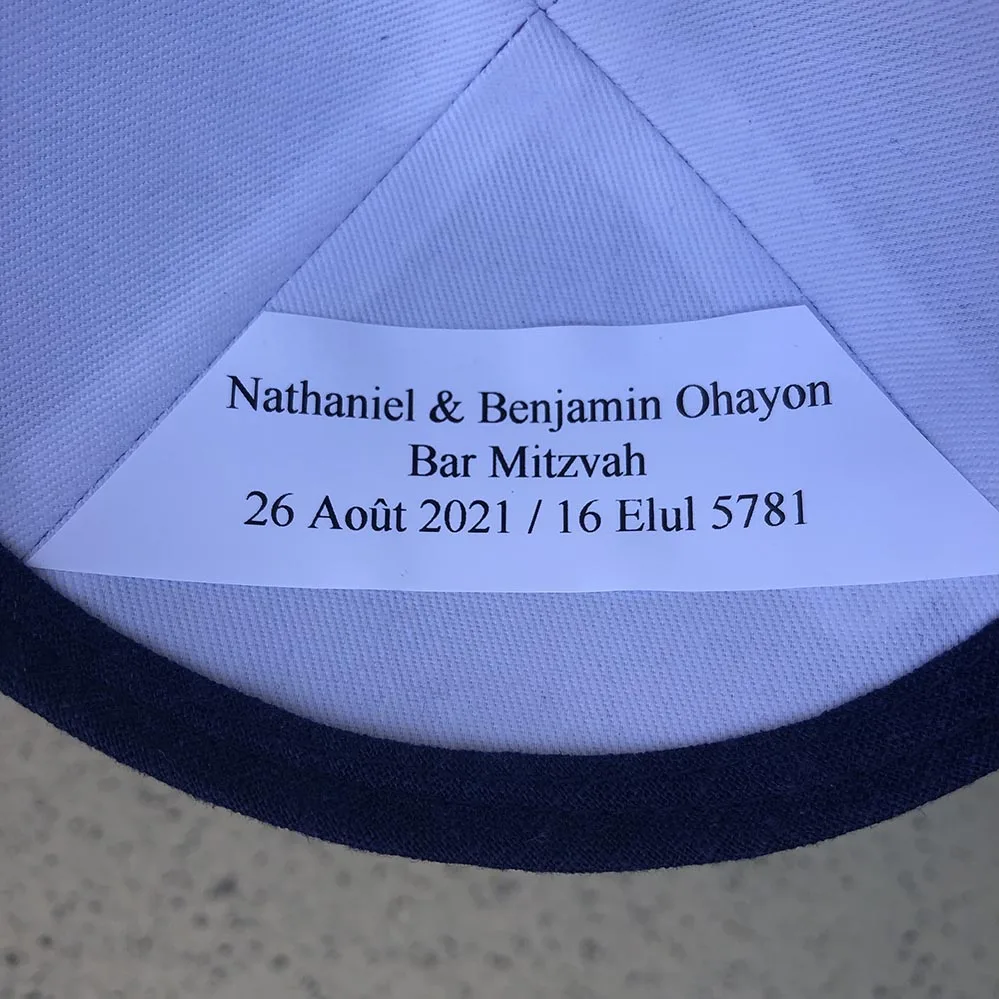 Nathaniel & Benjamin Ohayon
Bar Mitzvah
26 Août 2021 / 16 Elul 5781